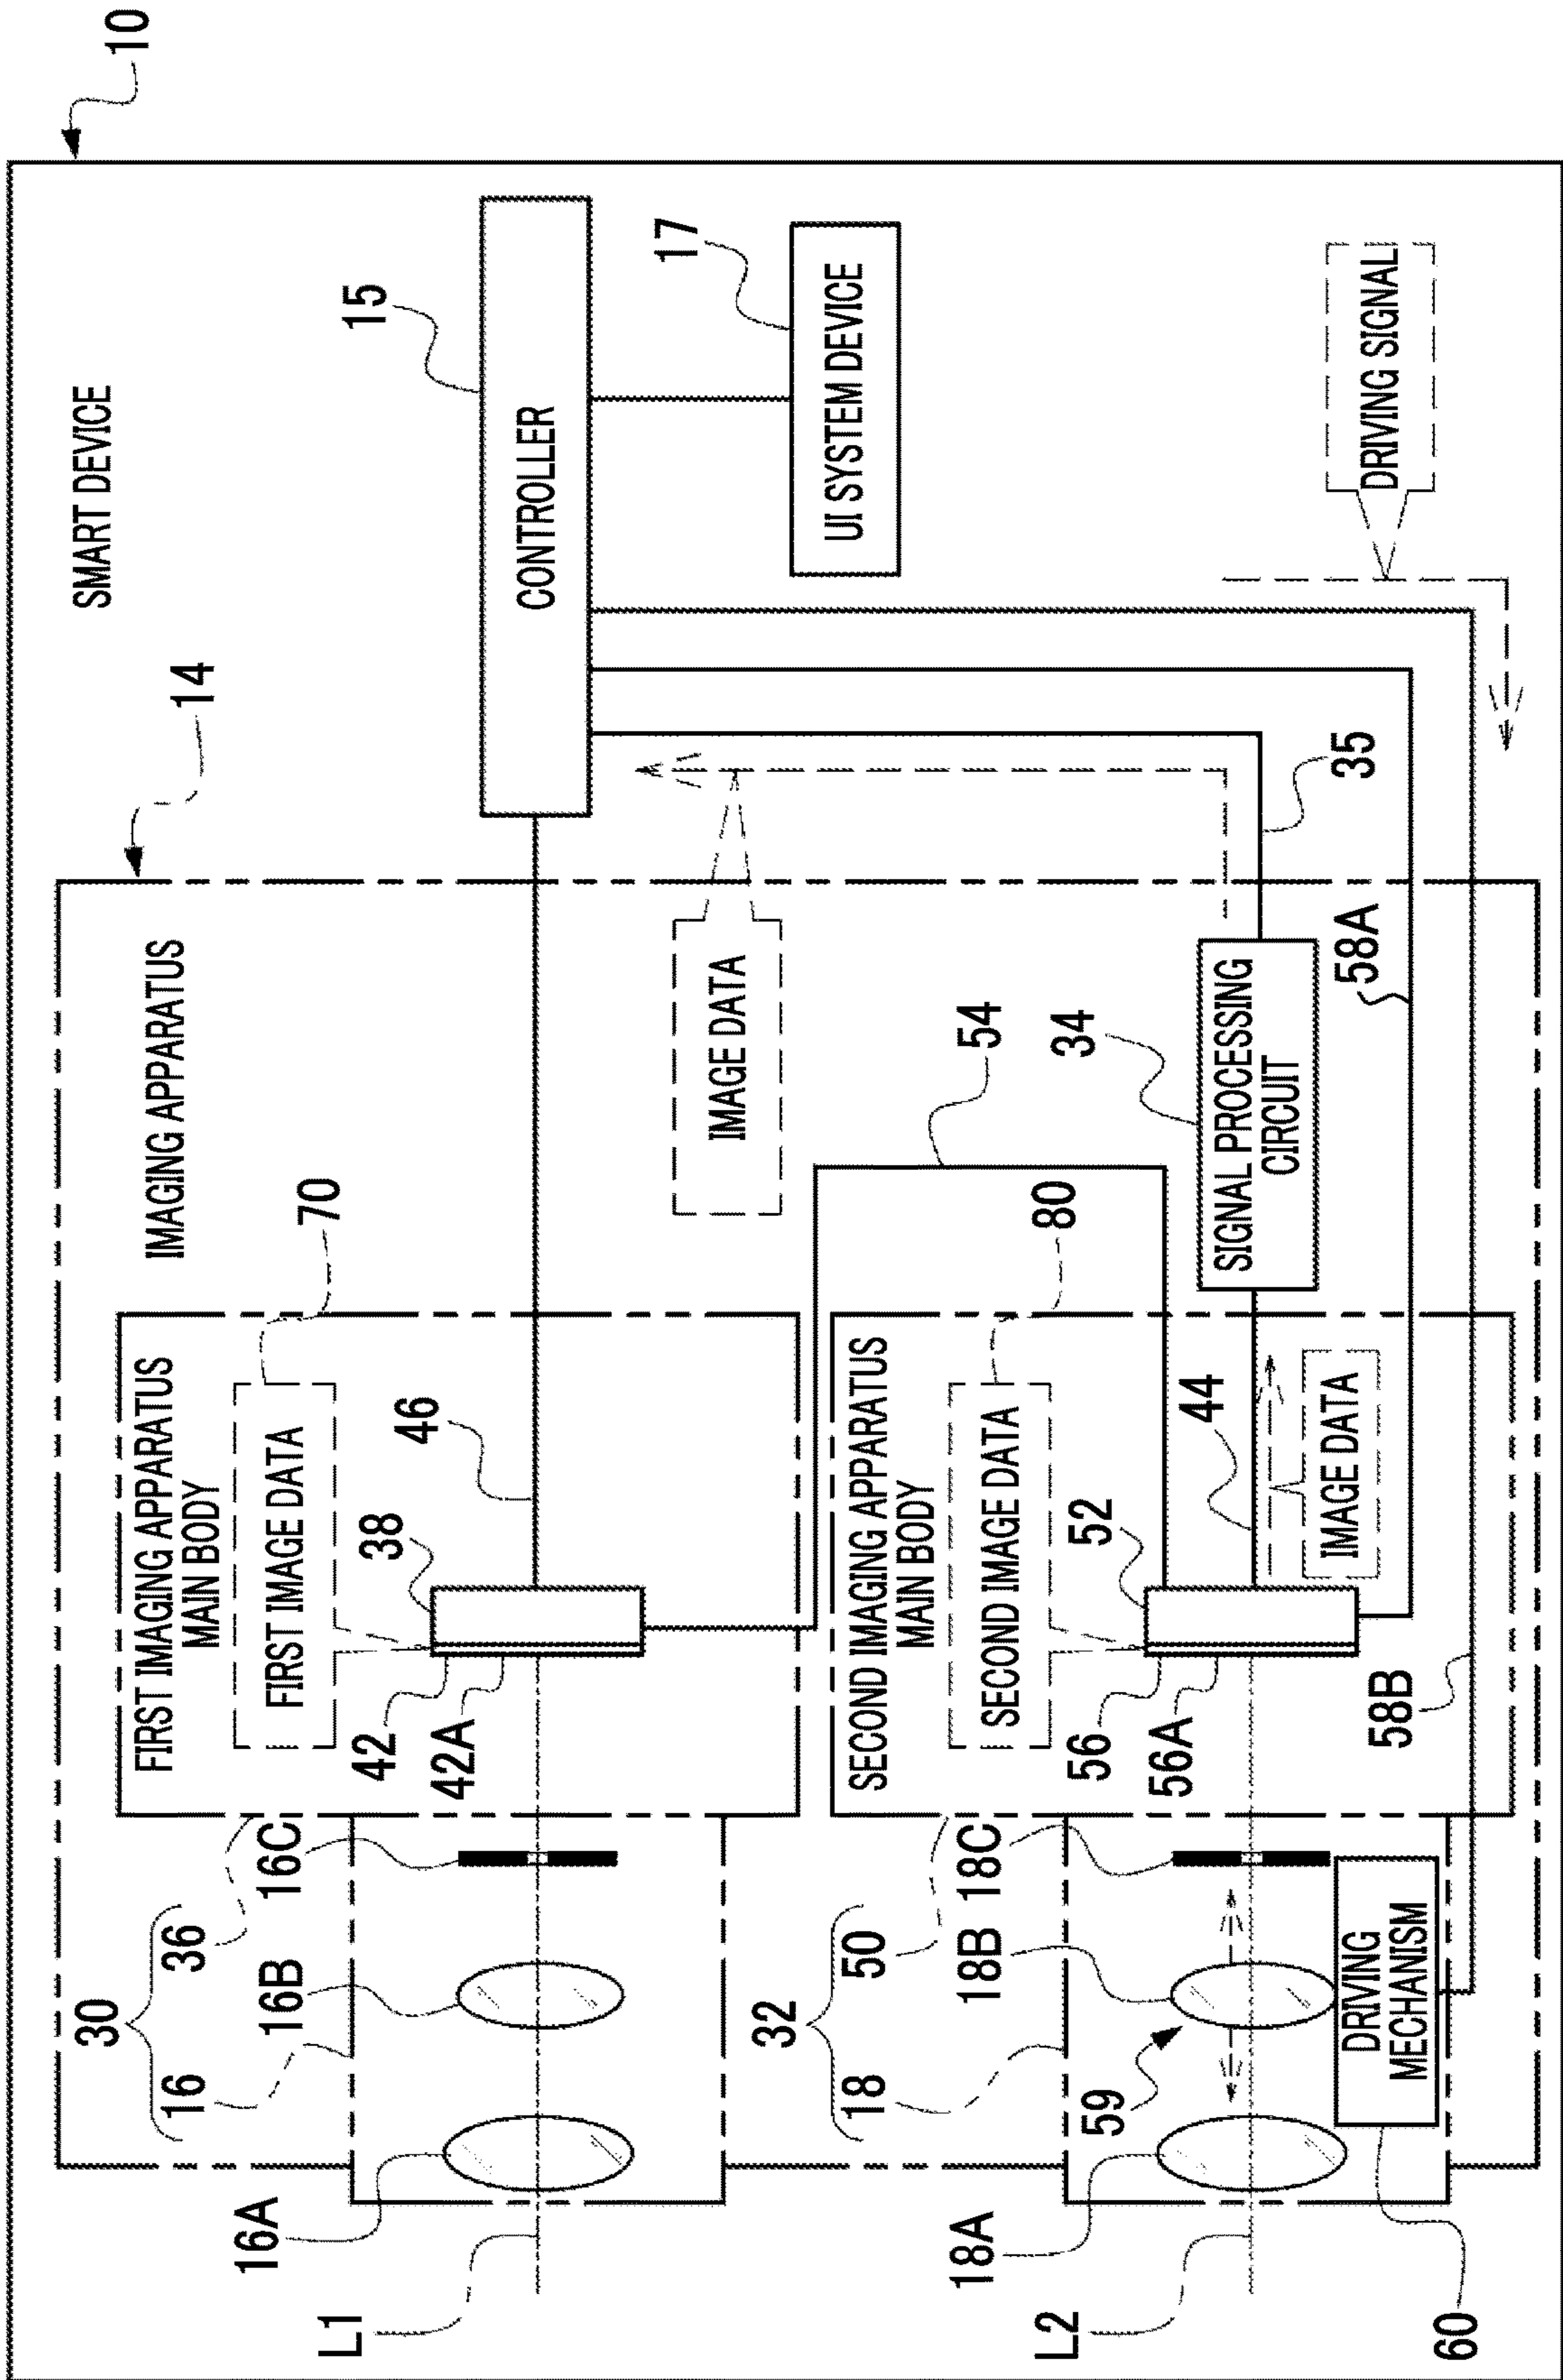 10
SMART DEVICE
14
IMAGING APPARATUS
15
CONTROLLER
17
UI SYSTEM DEVICE
DRIVING SIGNAL
35
58A
IMAGE DATA
54
34
SIGNAL PROCESSING
CIRCUIT
FIRST IMAGING APPARATUS
MAIN BODY
70
FIRST IMAGE DATA
46
38
42
42A
SECOND IMAGING APPARATUS
MAIN BODY
80
SECOND IMAGE DATA
44
IMAGE DATA
52
56
56A
58B
30
36
16
16C
16B
16A
L1
32
50
18
18C
18B
59
18A
L2
DRIVING
MECHANISM
60